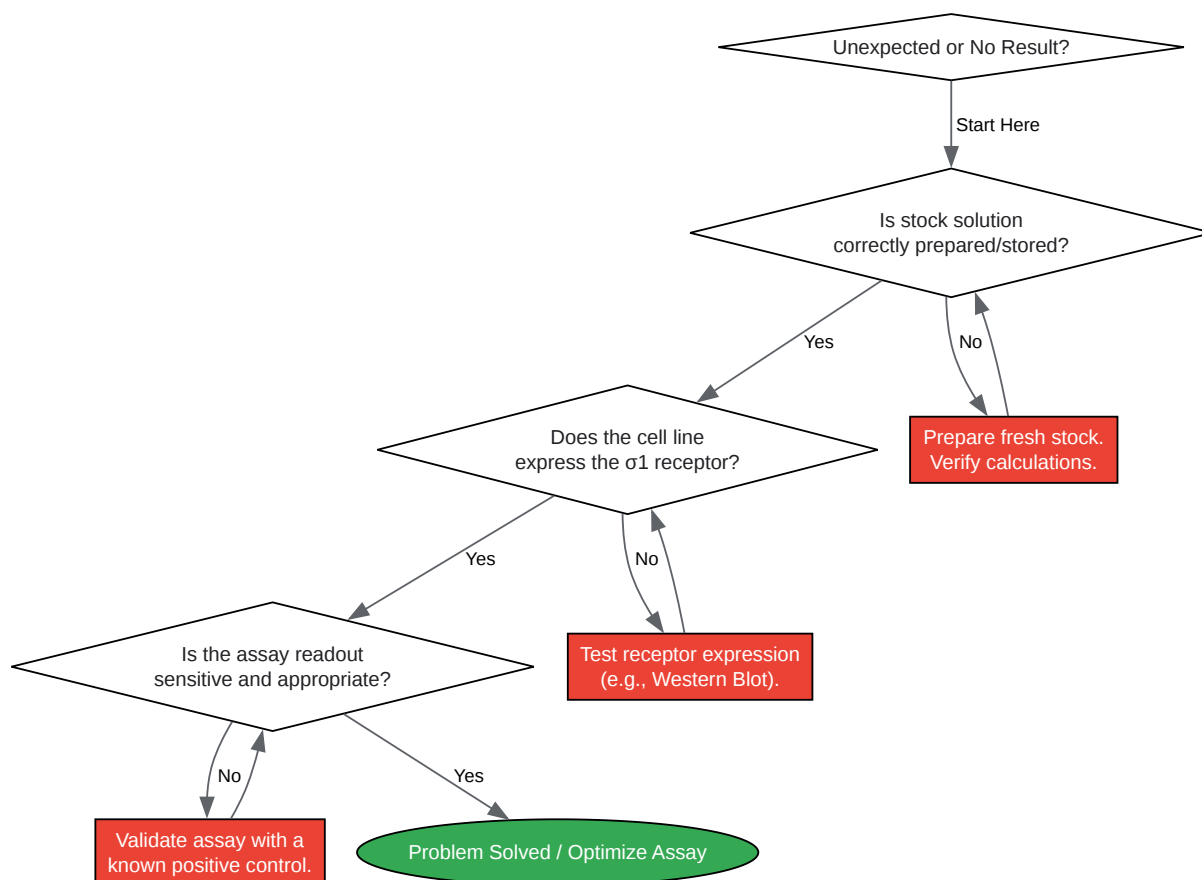 Unexpected or No Result?
Start Here
Is stock solution
correctly prepared/stored?
Yes
No
Does the cell line
express the σ1 receptor?
Prepare fresh stock.
Verify calculations.
Yes
No
Is the assay readout
sensitive and appropriate?
Test receptor expression
(e.g., Western Blot).
No
Yes
Validate assay with a
known positive control.
Problem Solved / Optimize Assay